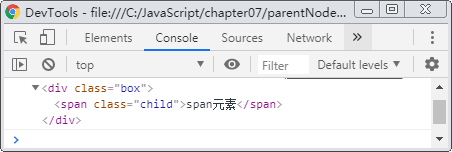 DevTools - file:///C:/JavaScript/chapter07/parentNode...
Elements Console Sources Network »
top Filter Default levels
<div class="box">
<span class="child">span元素</span>
</div>
>